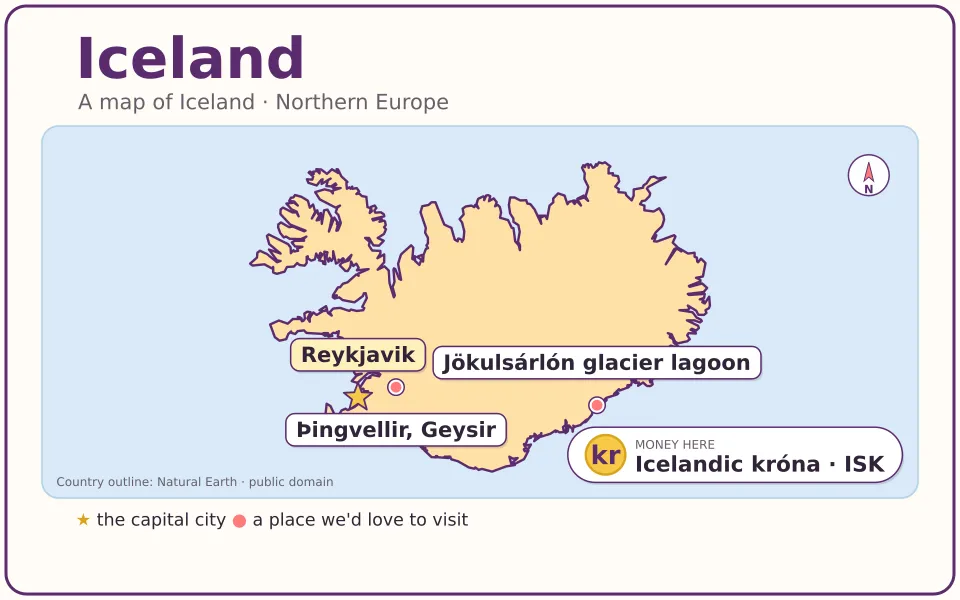 Iceland
A map of Iceland · Northern Europe
N
Reykjavik
Jökulsárlón glacier lagoon
Þingvellir, Geysir
kr
MONEY HERE
Icelandic króna · ISK
Country outline: Natural Earth · public domain
★ the capital city ● a place we'd love to visit